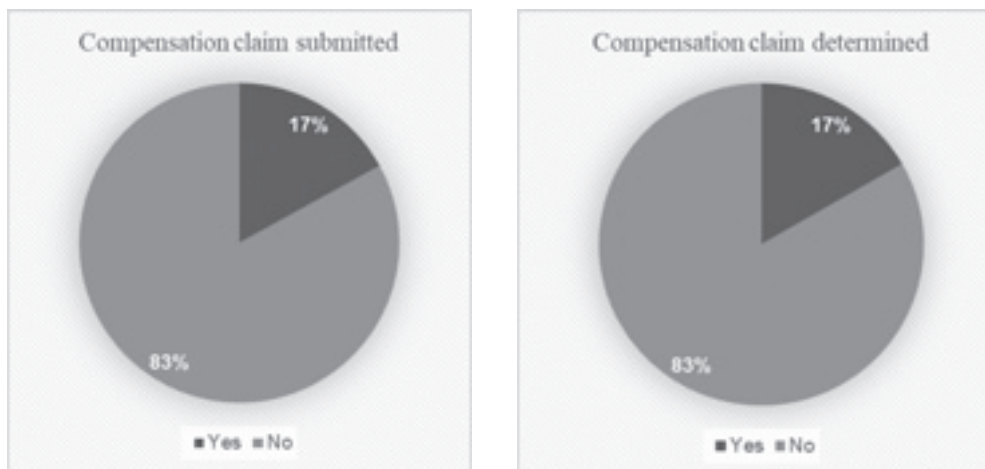 Compensation claim submitted
17%
83%
Yes No
Compensation claim determined
17%
83%
Yes No